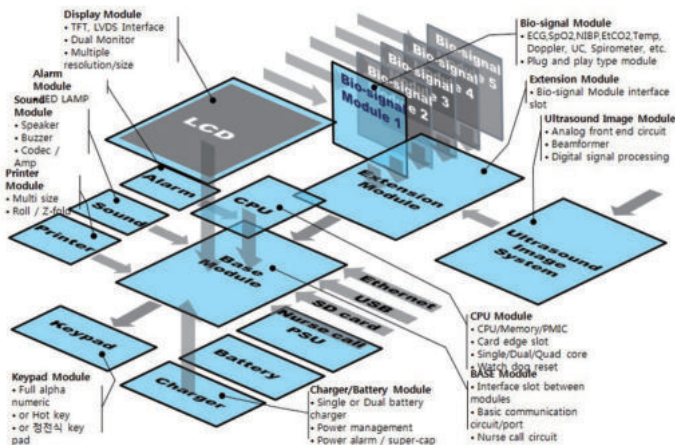 Display Module
• TFT, LVDS Interface
• Dual Monitor
• Multiple
resolution/size
Alarm
Module
• LED LAMP
Sound
Module
• Speaker
• Buzzer
• Codec /
Amp
Printer
Module
• Multi size
• Roll / Z-fold
LCD
Alarm
Sound
Printer
CPU
Base
Module
Extension
Module
Bio-signal
Module 1
Bio-signal
Module 2
Bio-signal
Module 3
Bio-signal
Module 4
Bio-signal
Module 5
Bio-signal Module
• ECG,SpO2,NIBP,EtCO2,Temp,
Doppler, UC, Spirometer, etc.
• Plug and play type module
Extension Module
• Bio-signal Module interface
slot
Ultrasound Image Module
• Analog front end circuit
• Beamformer
• Digital signal processing
Ultrasound
Image
System
Ethernet
USB
SD card
Nurse call
PSU
Battery
Charger
Keypad
CPU Module
• CPU/Memory/PMIC
• Card edge slot
• Single/Dual/Quad core
• Watch dog reset
BASE Module
• Interface slot between
modules
• Basic communication
circuit/port
• Nurse call circuit
Keypad Module
• Full alpha
numeric
• or Hot key
• or 정전식 key
pad
Charger/Battery Module
• Single or Dual battery
charger
• Power management
• Power alarm / super-cap